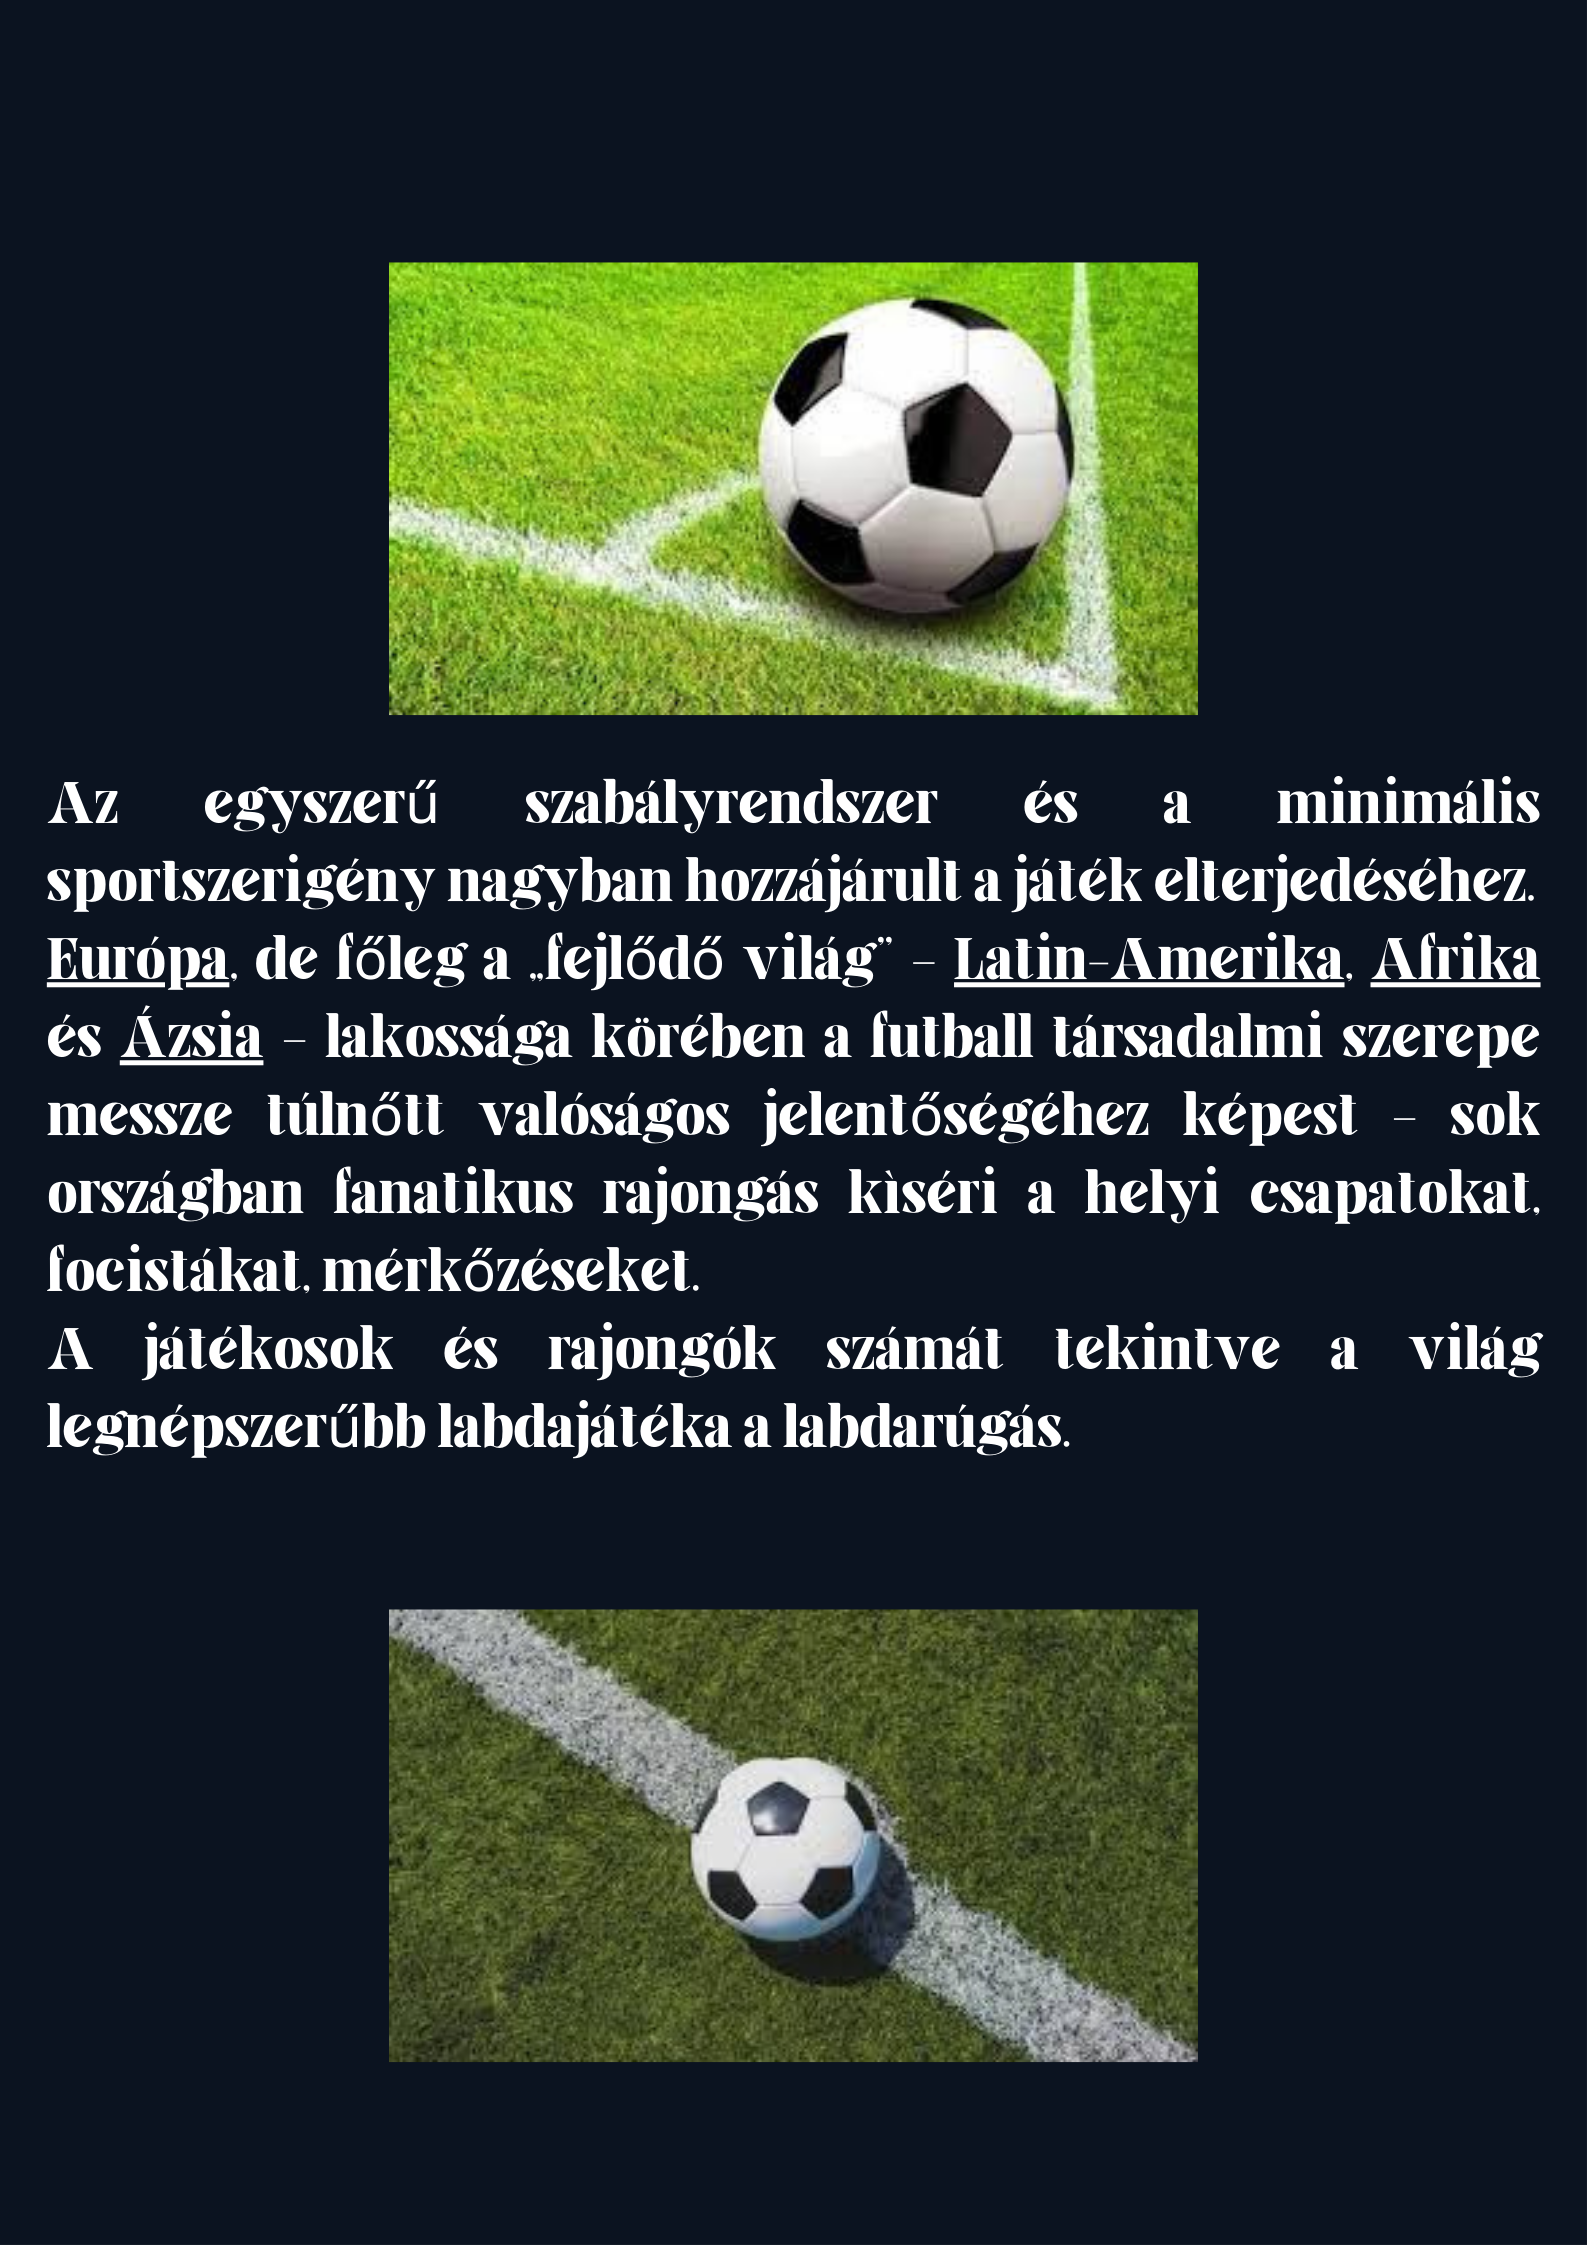 Az egyszerű szabályrendszer és a minimális
sportszerigény nagyban hozzájárult a játék elterjedéséhez.
Európa, de főleg a „fejlődő világ” – Latin-Amerika, Afrika
és Ázsia – lakossága körében a futball társadalmi szerepe
messze túlnőtt valóságos jelentőségéhez képest – sok
országban fanatikus rajongás kìséri a helyi csapatokat,
focistákat, mérkőzéseket.
A játékosok és rajongók számát tekintve a világ
legnépszerűbb labdajátéka a labdarúgás.